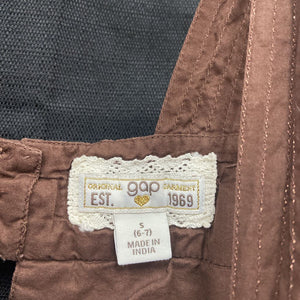 ORIGINAL gap GARMENT
EST. 1969
S
(6-7)
MADE IN
INDIA